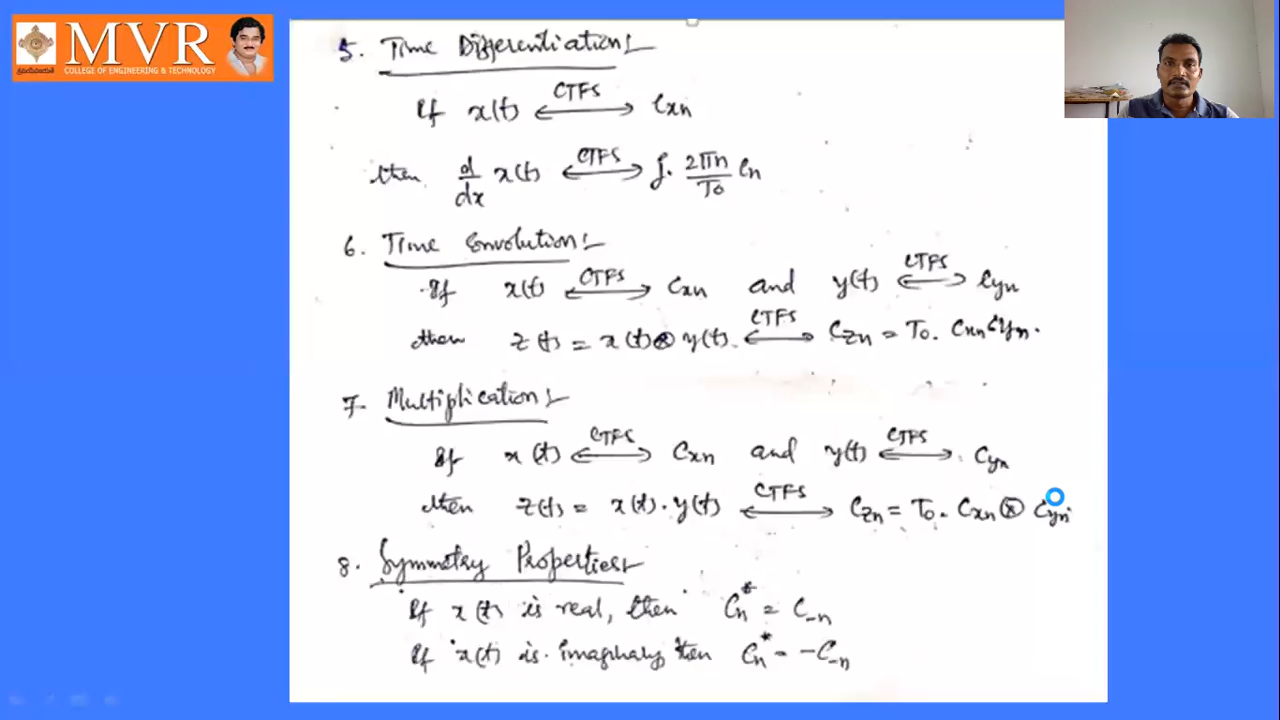 MVR
COLLEGE OF ENGINEERING & TECHNOLOGY
5. Time Differentiation:-
If x(t) <-CTFS-> Cxn
then d/dx x(t) <-CTFS-> j. 2πn/T0 Cn
6. Time Convolution:-
If x(t) <-CTFS-> Cxn and y(t) <-CTFS-> Cyn
then z(t) = x(t) ⊗ y(t) <-CTFS-> Czn = T0. Cxn Cyn.
7. Multiplication:-
If x(t) <-CTFS-> Cxn and y(t) <-CTFS-> Cyn
then z(t) = x(t). y(t) <-CTFS-> Czn = T0. Cxn ⊗ Cyn.
8. Symmetry Properties:-
If x(t) is real, then Cn* = C-n
If x(t) is imaginary then Cn* = -C-n